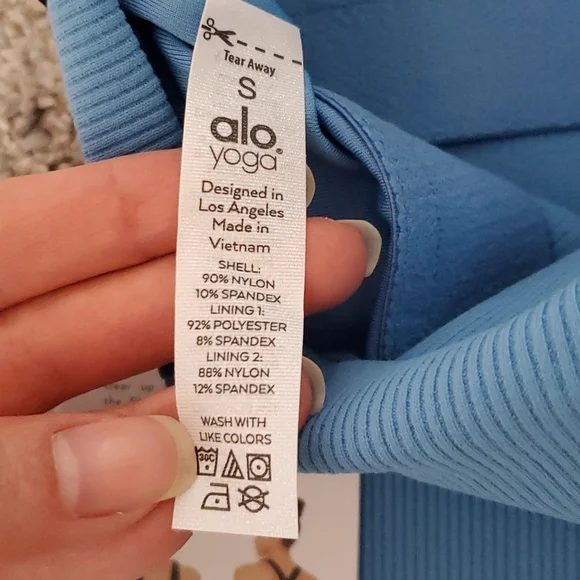 Tear Away
S
alo®
yoga
Designed in
Los Angeles
Made in
Vietnam
SHELL:
90% NYLON
10% SPANDEX
LINING 1:
92% POLYESTER
8% SPANDEX
LINING 2:
88% NYLON
12% SPANDEX
WASH WITH
LIKE COLORS
30C